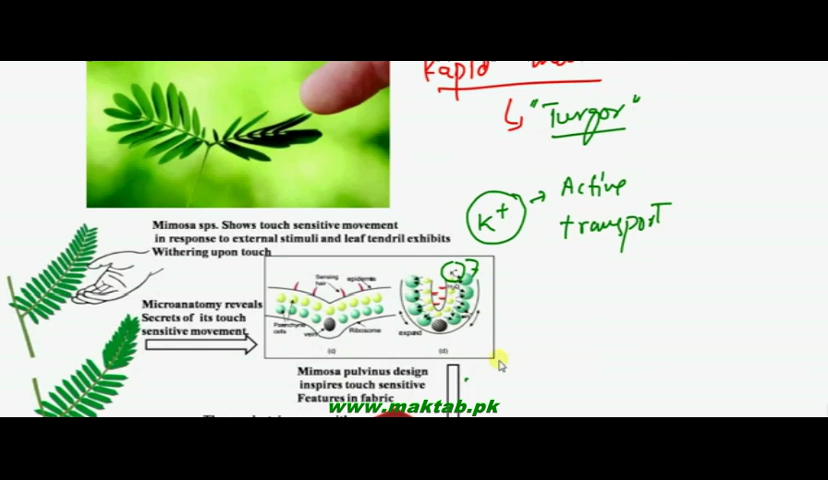 Rapid
↳ "Turgor"
K+ → Active
transport
Mimosa sps. Shows touch sensitive movement
in response to external stimuli and leaf tendril exhibits
Withering upon touch
Microanatomy reveals
Secrets of its touch
sensitive movement
Sensing
hair
epidermis
Parenchyma
cells
vein
Ribosome
(c)
K+
H₂O
expand
(d)
Mimosa pulvinus design
inspires touch sensitive
Features in fabric
www.maktab.pk